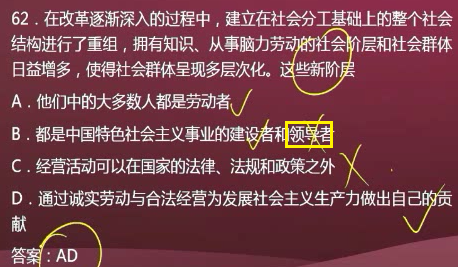 62．在改革逐渐深入的过程中，建立在社会分工基础上的整个社会
结构进行了重组，拥有知识、从事脑力劳动的社会阶层和社会群体
日益增多，使得社会群体呈现多层次化。这些新阶层
A．他们中的大多数人都是劳动者
B．都是中国特色社会主义事业的建设者和领导者
C．经营活动可以在国家的法律、法规和政策之外
D．通过诚实劳动与合法经营为发展社会主义生产力做出自己的贡
献
答案：AD